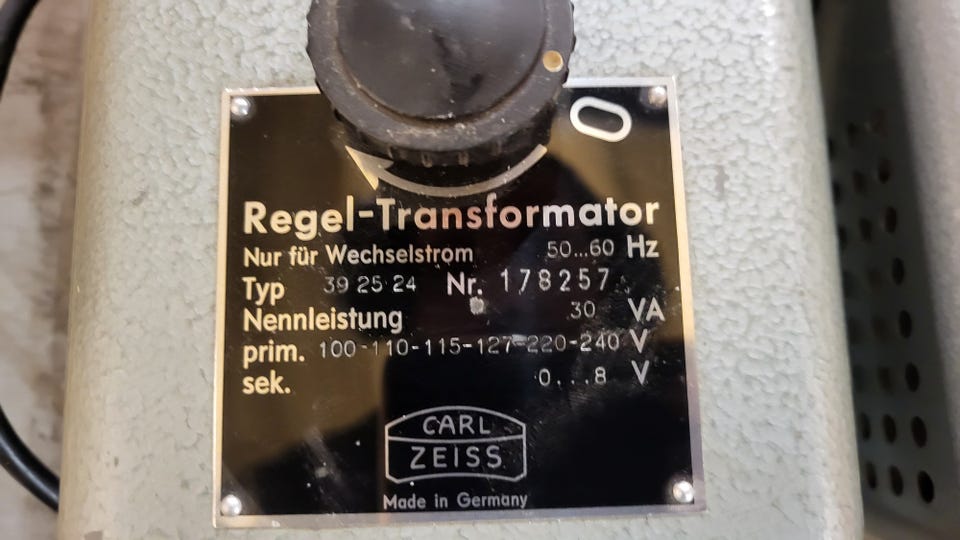 0
Regel-Transformator
Nur für Wechselstrom 50...60 Hz
Typ 39 25 24 Nr. 178257
Nennleistung 30 VA
prim. 100-110-115-127-220-240 V
sek. 0...8 V
CARL
ZEISS
Made in Germany